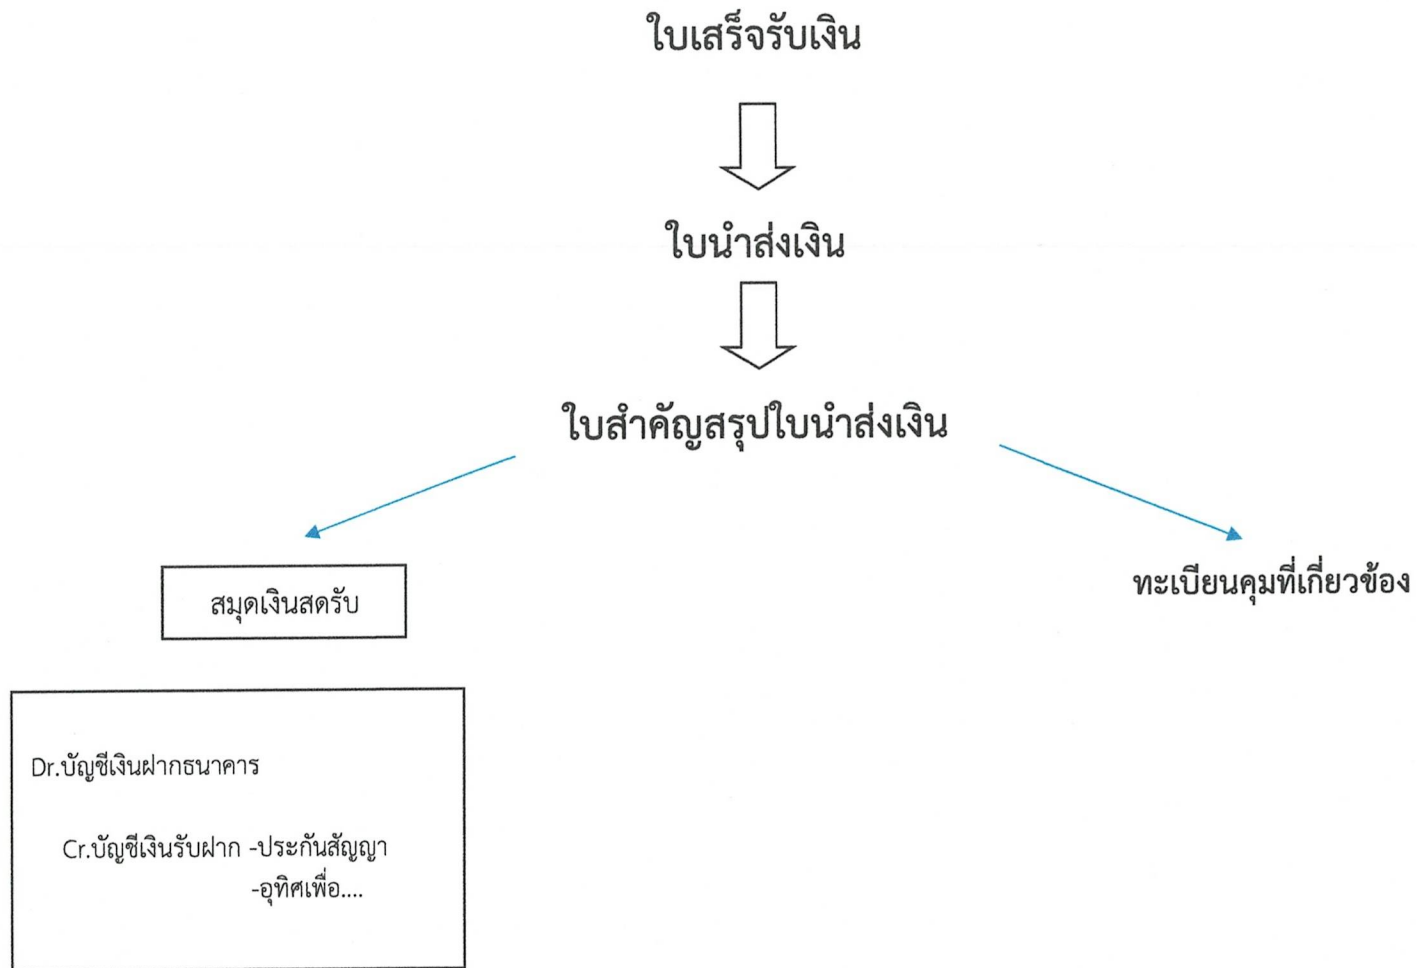 ใบเสร็จรับเงิน
ใบนำส่งเงิน
ใบสำคัญสรุปใบนำส่งเงิน
สมุดเงินสดรับ
ทะเบียนคุมที่เกี่ยวข้อง
Dr.บัญชีเงินฝากธนาคาร
Cr.บัญชีเงินรับฝาก -ประกันสัญญา
-อุทิศเพื่อ....